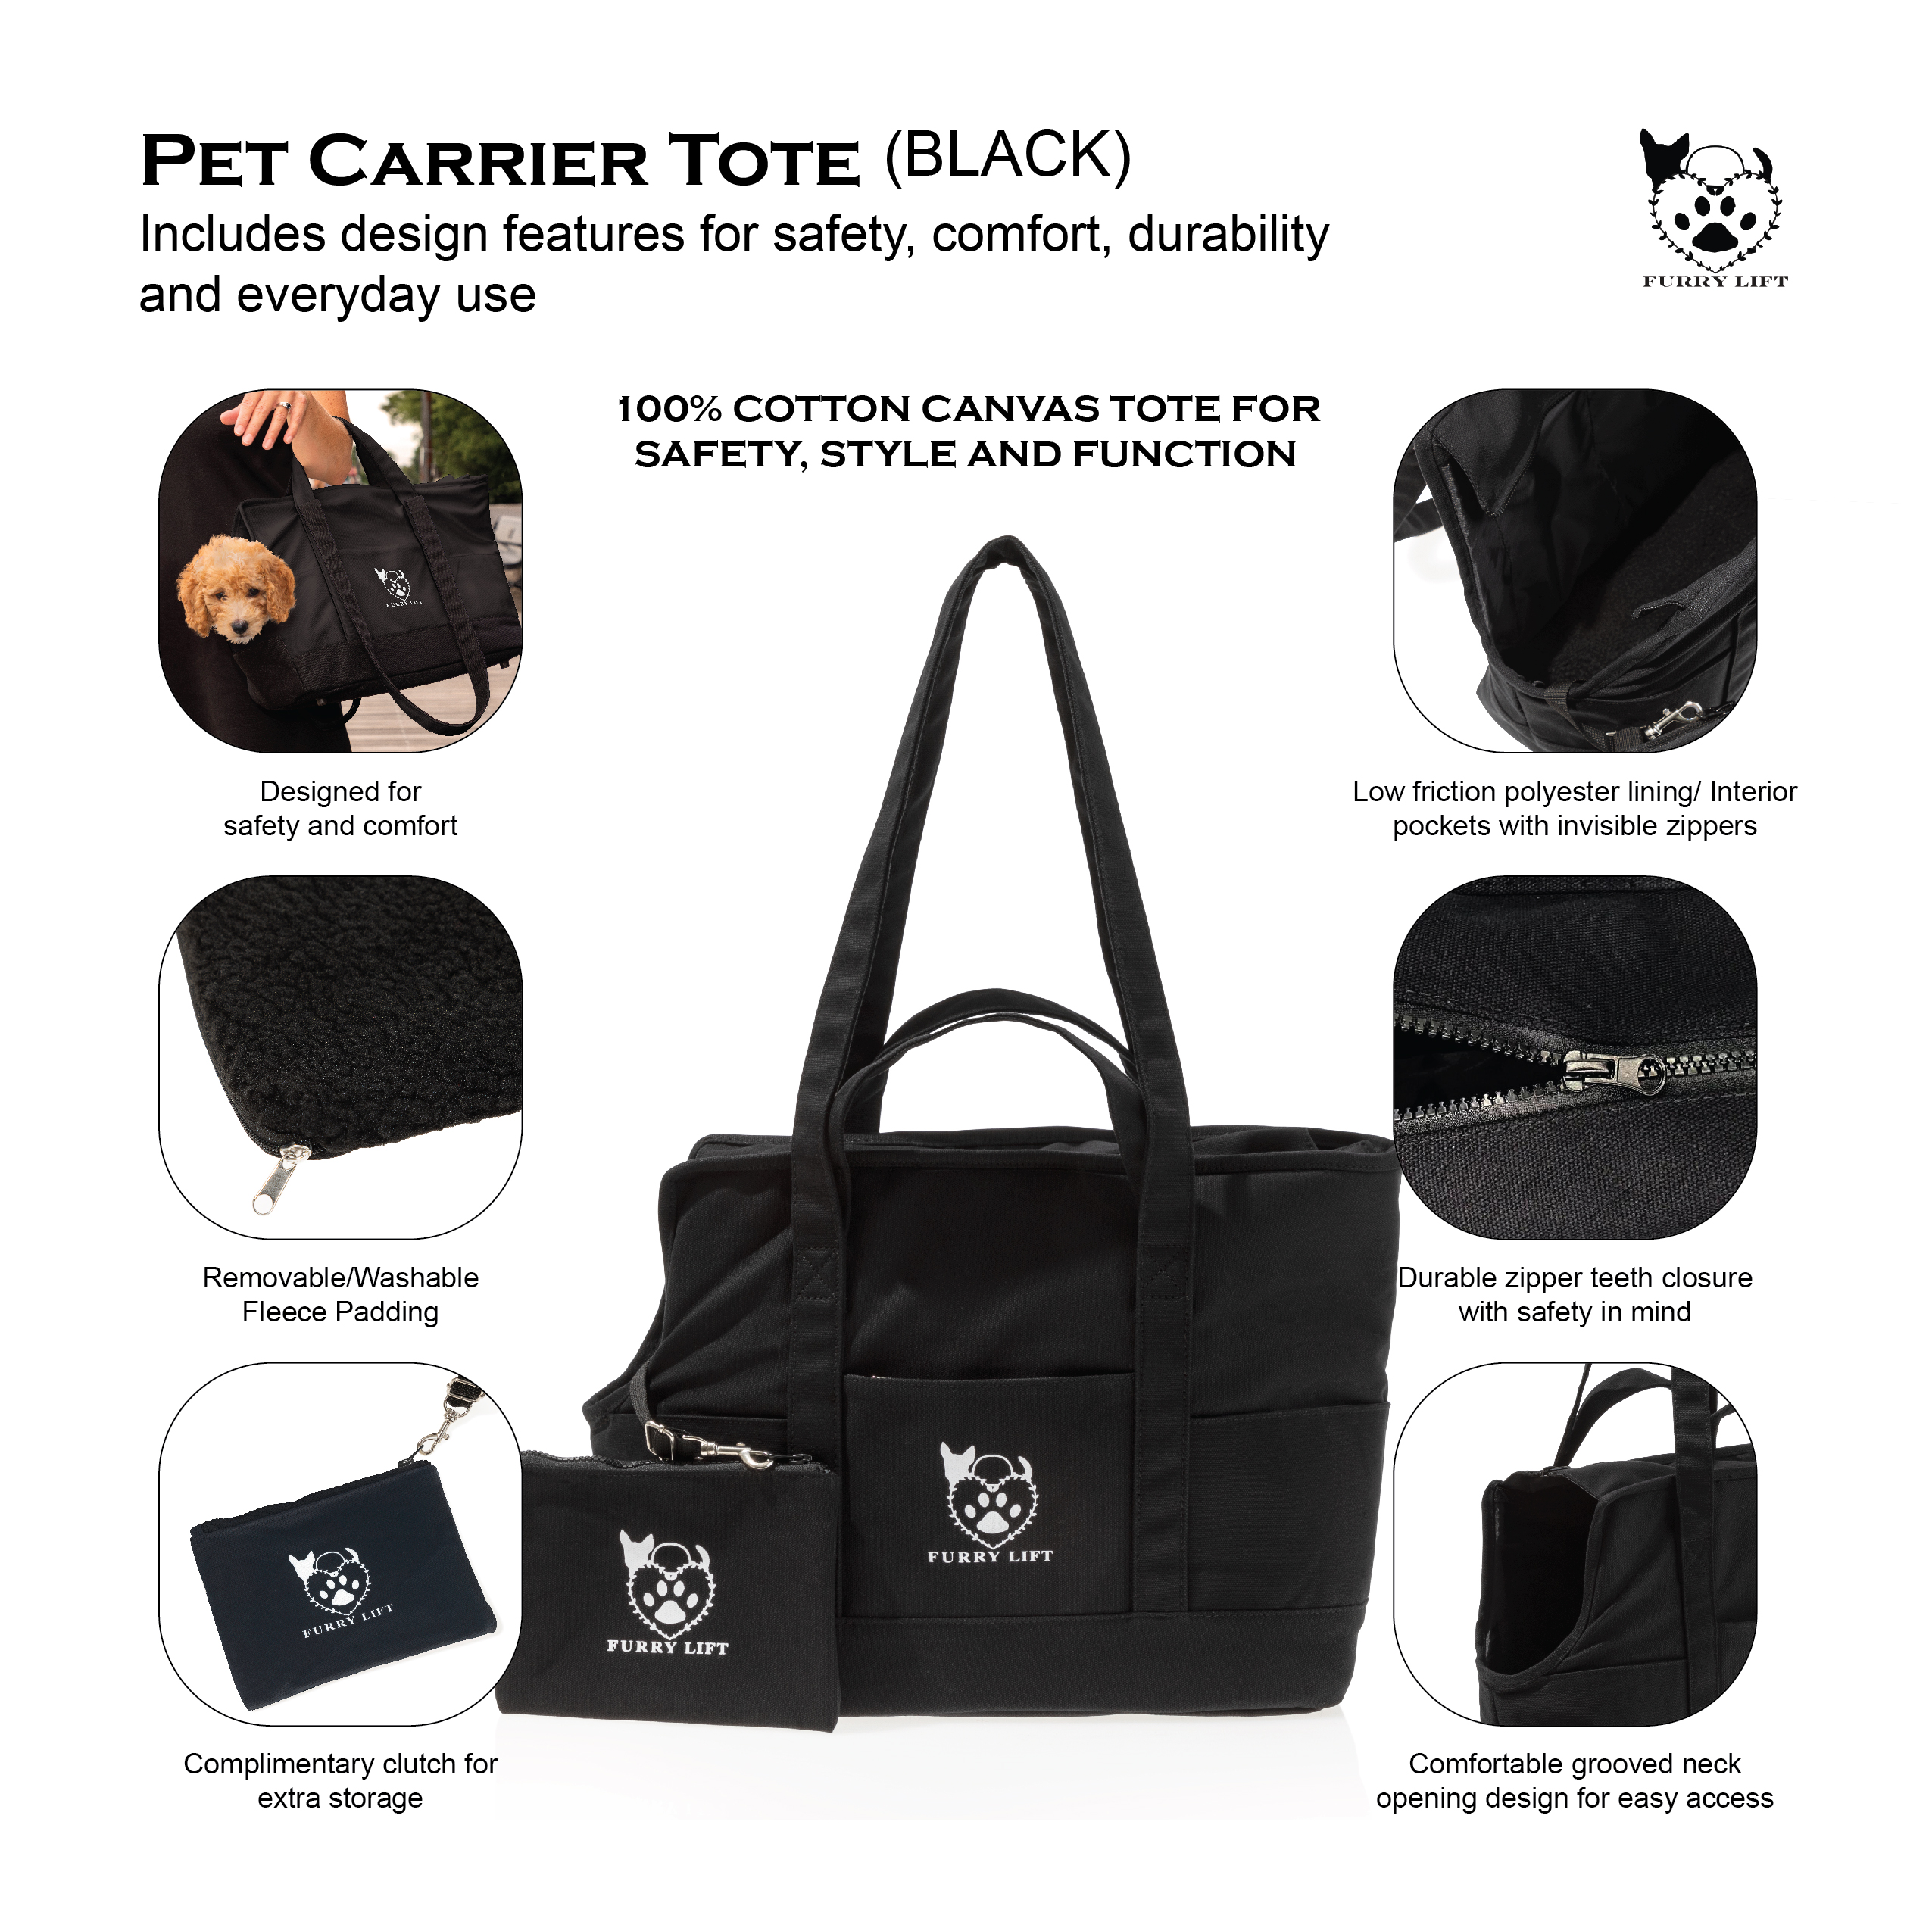 PET CARRIER TOTE (BLACK)
Includes design features for safety, comfort, durability
and everyday use
FURRY LIFT
100% COTTON CANVAS TOTE FOR
SAFETY, STYLE AND FUNCTION
FURRY LIFT
Designed for
safety and comfort
Low friction polyester lining/ Interior
pockets with invisible zippers
Removable/Washable
Fleece Padding
Durable zipper teeth closure
with safety in mind
FURRY LIFT
FURRY LIFT
FURRY LIFT
Complimentary clutch for
extra storage
Comfortable grooved neck
opening design for easy access